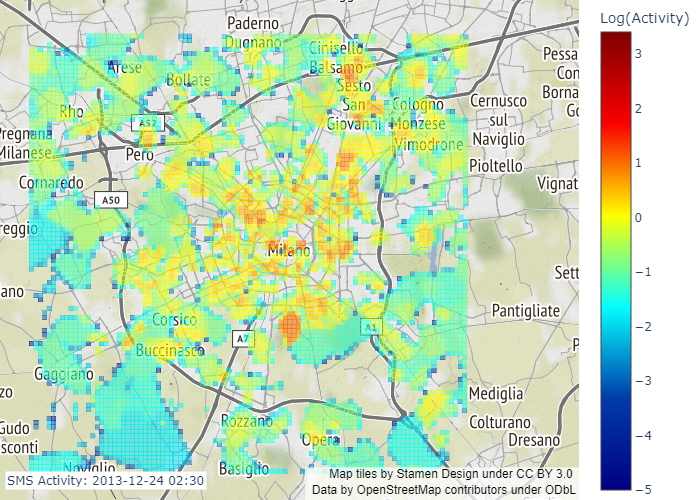 Log(Activity)
3
2
1
0
−1
−2
−3
−4
−5
Paderno
Dugnano
Cinisello
Balsamo
Arese
Bollate
Sesto
San
Giovanni
Cologno
Monzese
Vimodrone
Cernusco
sul
Naviglio
Pioltello
Pessa
Con
Borna
Go
Rho
A52
Pregnana
Milanese
Pero
Cornaredo
A50
Vignat
reggio
Milano
Sett
ano
Pantigliate
Corsico
A7
A1
Buccinasco
P
Gaggiano
zo
Mediglia
Rozzano
Colturano
Dresano
Gudo
sconti
Opera
Basiglio
Noviglio
SMS Activity: 2013-12-24 02:30
Map tiles by Stamen Design under CC BY 3.0
Data by OpenStreetMap contributors under ODbL